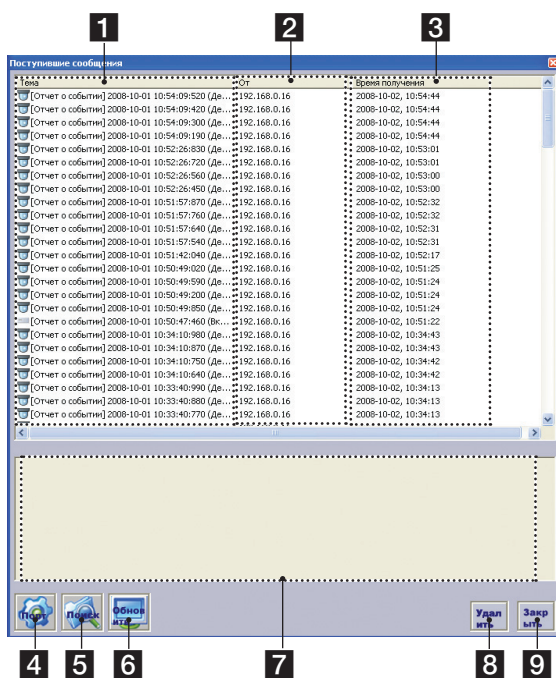 1 2 3
Поступившие сообщения
Тема От Время получения
[Отчет о событии] 2008-10-01 10:54:09:520 (Де... 192.168.0.16 2008-10-02, 10:54:44
[Отчет о событии] 2008-10-01 10:54:09:420 (Де... 192.168.0.16 2008-10-02, 10:54:44
[Отчет о событии] 2008-10-01 10:54:09:300 (Де... 192.168.0.16 2008-10-02, 10:54:44
[Отчет о событии] 2008-10-01 10:54:09:190 (Де... 192.168.0.16 2008-10-02, 10:54:44
[Отчет о событии] 2008-10-01 10:52:26:830 (Де... 192.168.0.16 2008-10-02, 10:53:01
[Отчет о событии] 2008-10-01 10:52:26:720 (Де... 192.168.0.16 2008-10-02, 10:53:01
[Отчет о событии] 2008-10-01 10:52:26:560 (Де... 192.168.0.16 2008-10-02, 10:53:00
[Отчет о событии] 2008-10-01 10:52:26:450 (Де... 192.168.0.16 2008-10-02, 10:53:00
[Отчет о событии] 2008-10-01 10:51:57:870 (Де... 192.168.0.16 2008-10-02, 10:52:32
[Отчет о событии] 2008-10-01 10:51:57:760 (Де... 192.168.0.16 2008-10-02, 10:52:32
[Отчет о событии] 2008-10-01 10:51:57:640 (Де... 192.168.0.16 2008-10-02, 10:52:31
[Отчет о событии] 2008-10-01 10:51:57:540 (Де... 192.168.0.16 2008-10-02, 10:52:31
[Отчет о событии] 2008-10-01 10:51:42:040 (Де... 192.168.0.16 2008-10-02, 10:52:17
[Отчет о событии] 2008-10-01 10:50:49:020 (Де... 192.168.0.16 2008-10-02, 10:51:25
[Отчет о событии] 2008-10-01 10:50:49:590 (Де... 192.168.0.16 2008-10-02, 10:51:24
[Отчет о событии] 2008-10-01 10:50:49:200 (Де... 192.168.0.16 2008-10-02, 10:51:24
[Отчет о событии] 2008-10-01 10:50:49:850 (Де... 192.168.0.16 2008-10-02, 10:51:24
[Отчет о событии] 2008-10-01 10:50:47:460 (Вк... 192.168.0.16 2008-10-02, 10:51:22
[Отчет о событии] 2008-10-01 10:34:10:980 (Де... 192.168.0.16 2008-10-02, 10:34:43
[Отчет о событии] 2008-10-01 10:34:10:870 (Де... 192.168.0.16 2008-10-02, 10:34:43
[Отчет о событии] 2008-10-01 10:34:10:750 (Де... 192.168.0.16 2008-10-02, 10:34:42
[Отчет о событии] 2008-10-01 10:34:10:640 (Де... 192.168.0.16 2008-10-02, 10:34:42
[Отчет о событии] 2008-10-01 10:33:40:990 (Де... 192.168.0.16 2008-10-02, 10:34:13
[Отчет о событии] 2008-10-01 10:33:40:880 (Де... 192.168.0.16 2008-10-02, 10:34:13
[Отчет о событии] 2008-10-01 10:33:40:770 (Де... 192.168.0.16 2008-10-02, 10:34:13
Порт Поиск Обнов
ить
Удал
ить
Закр
ыть
4 5 6 7 8 9